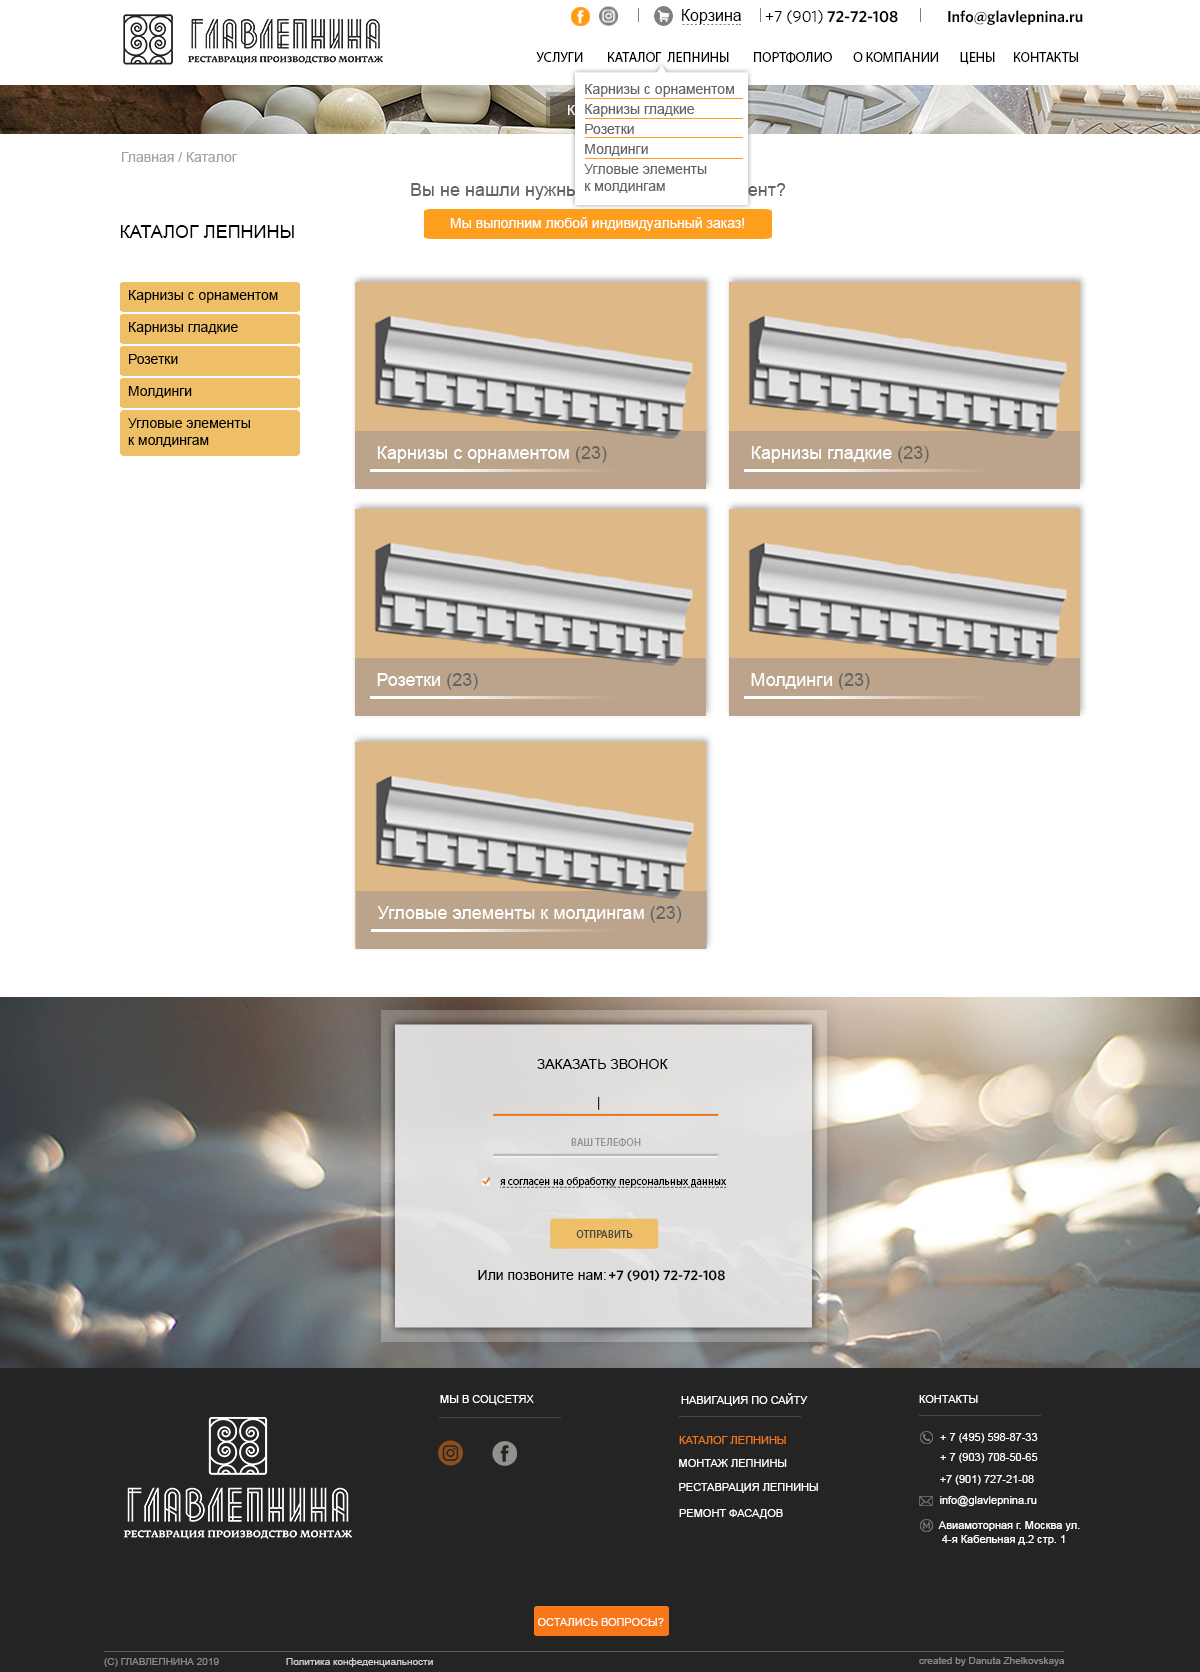 ГЛАВЛЕПНИНА
РЕСТАВРАЦИЯ ПРОИЗВОДСТВО МОНТАЖ
Корзина
+7 (901) 72-72-108
Info@glavlepnina.ru
УСЛУГИ КАТАЛОГ ЛЕПНИНЫ ПОРТФОЛИО О КОМПАНИИ ЦЕНЫ КОНТАКТЫ
Карнизы с орнаментом
Карнизы гладкие
Розетки
Молдинги
Угловые элементы
к молдингам
Главная / Каталог
Вы не нашли
КАТАЛОГ ЛЕПНИНЫ
Мы выполним любой индивидуальный заказ!
Карнизы с орнаментом
Карнизы гладкие
Розетки
Молдинги
Угловые элементы
к молдингам
Карнизы с орнаментом (23)
Карнизы гладкие (23)
Розетки (23)
Молдинги (23)
Угловые элементы к молдингам (23)
ЗАКАЗАТЬ ЗВОНОК
ВАШ ТЕЛЕФОН
я согласен на обработку персональных данных
ОТПРАВИТЬ
Или позвоните нам: +7 (901) 72-72-108
ГЛАВЛЕПНИНА
РЕСТАВРАЦИЯ ПРОИЗВОДСТВО МОНТАЖ
МЫ В СОЦСЕТЯХ
НАВИГАЦИЯ ПО САЙТУ
КАТАЛОГ ЛЕПНИНЫ
МОНТАЖ ЛЕПНИНЫ
РЕСТАВРАЦИЯ ЛЕПНИНЫ
РЕМОНТ ФАСАДОВ
КОНТАКТЫ
+ 7 (495) 598-87-33
+ 7 (903) 708-50-65
+7 (901) 727-21-08
info@glavlepnina.ru
Авиамоторная г. Москва ул.
4-я Кабельная д.2 стр. 1
ОСТАЛИСЬ ВОПРОСЫ?
(С) ГЛАВЛЕПНИНА 2019
Политика конфеденциальности
created by Danuta Zhelkovskaya